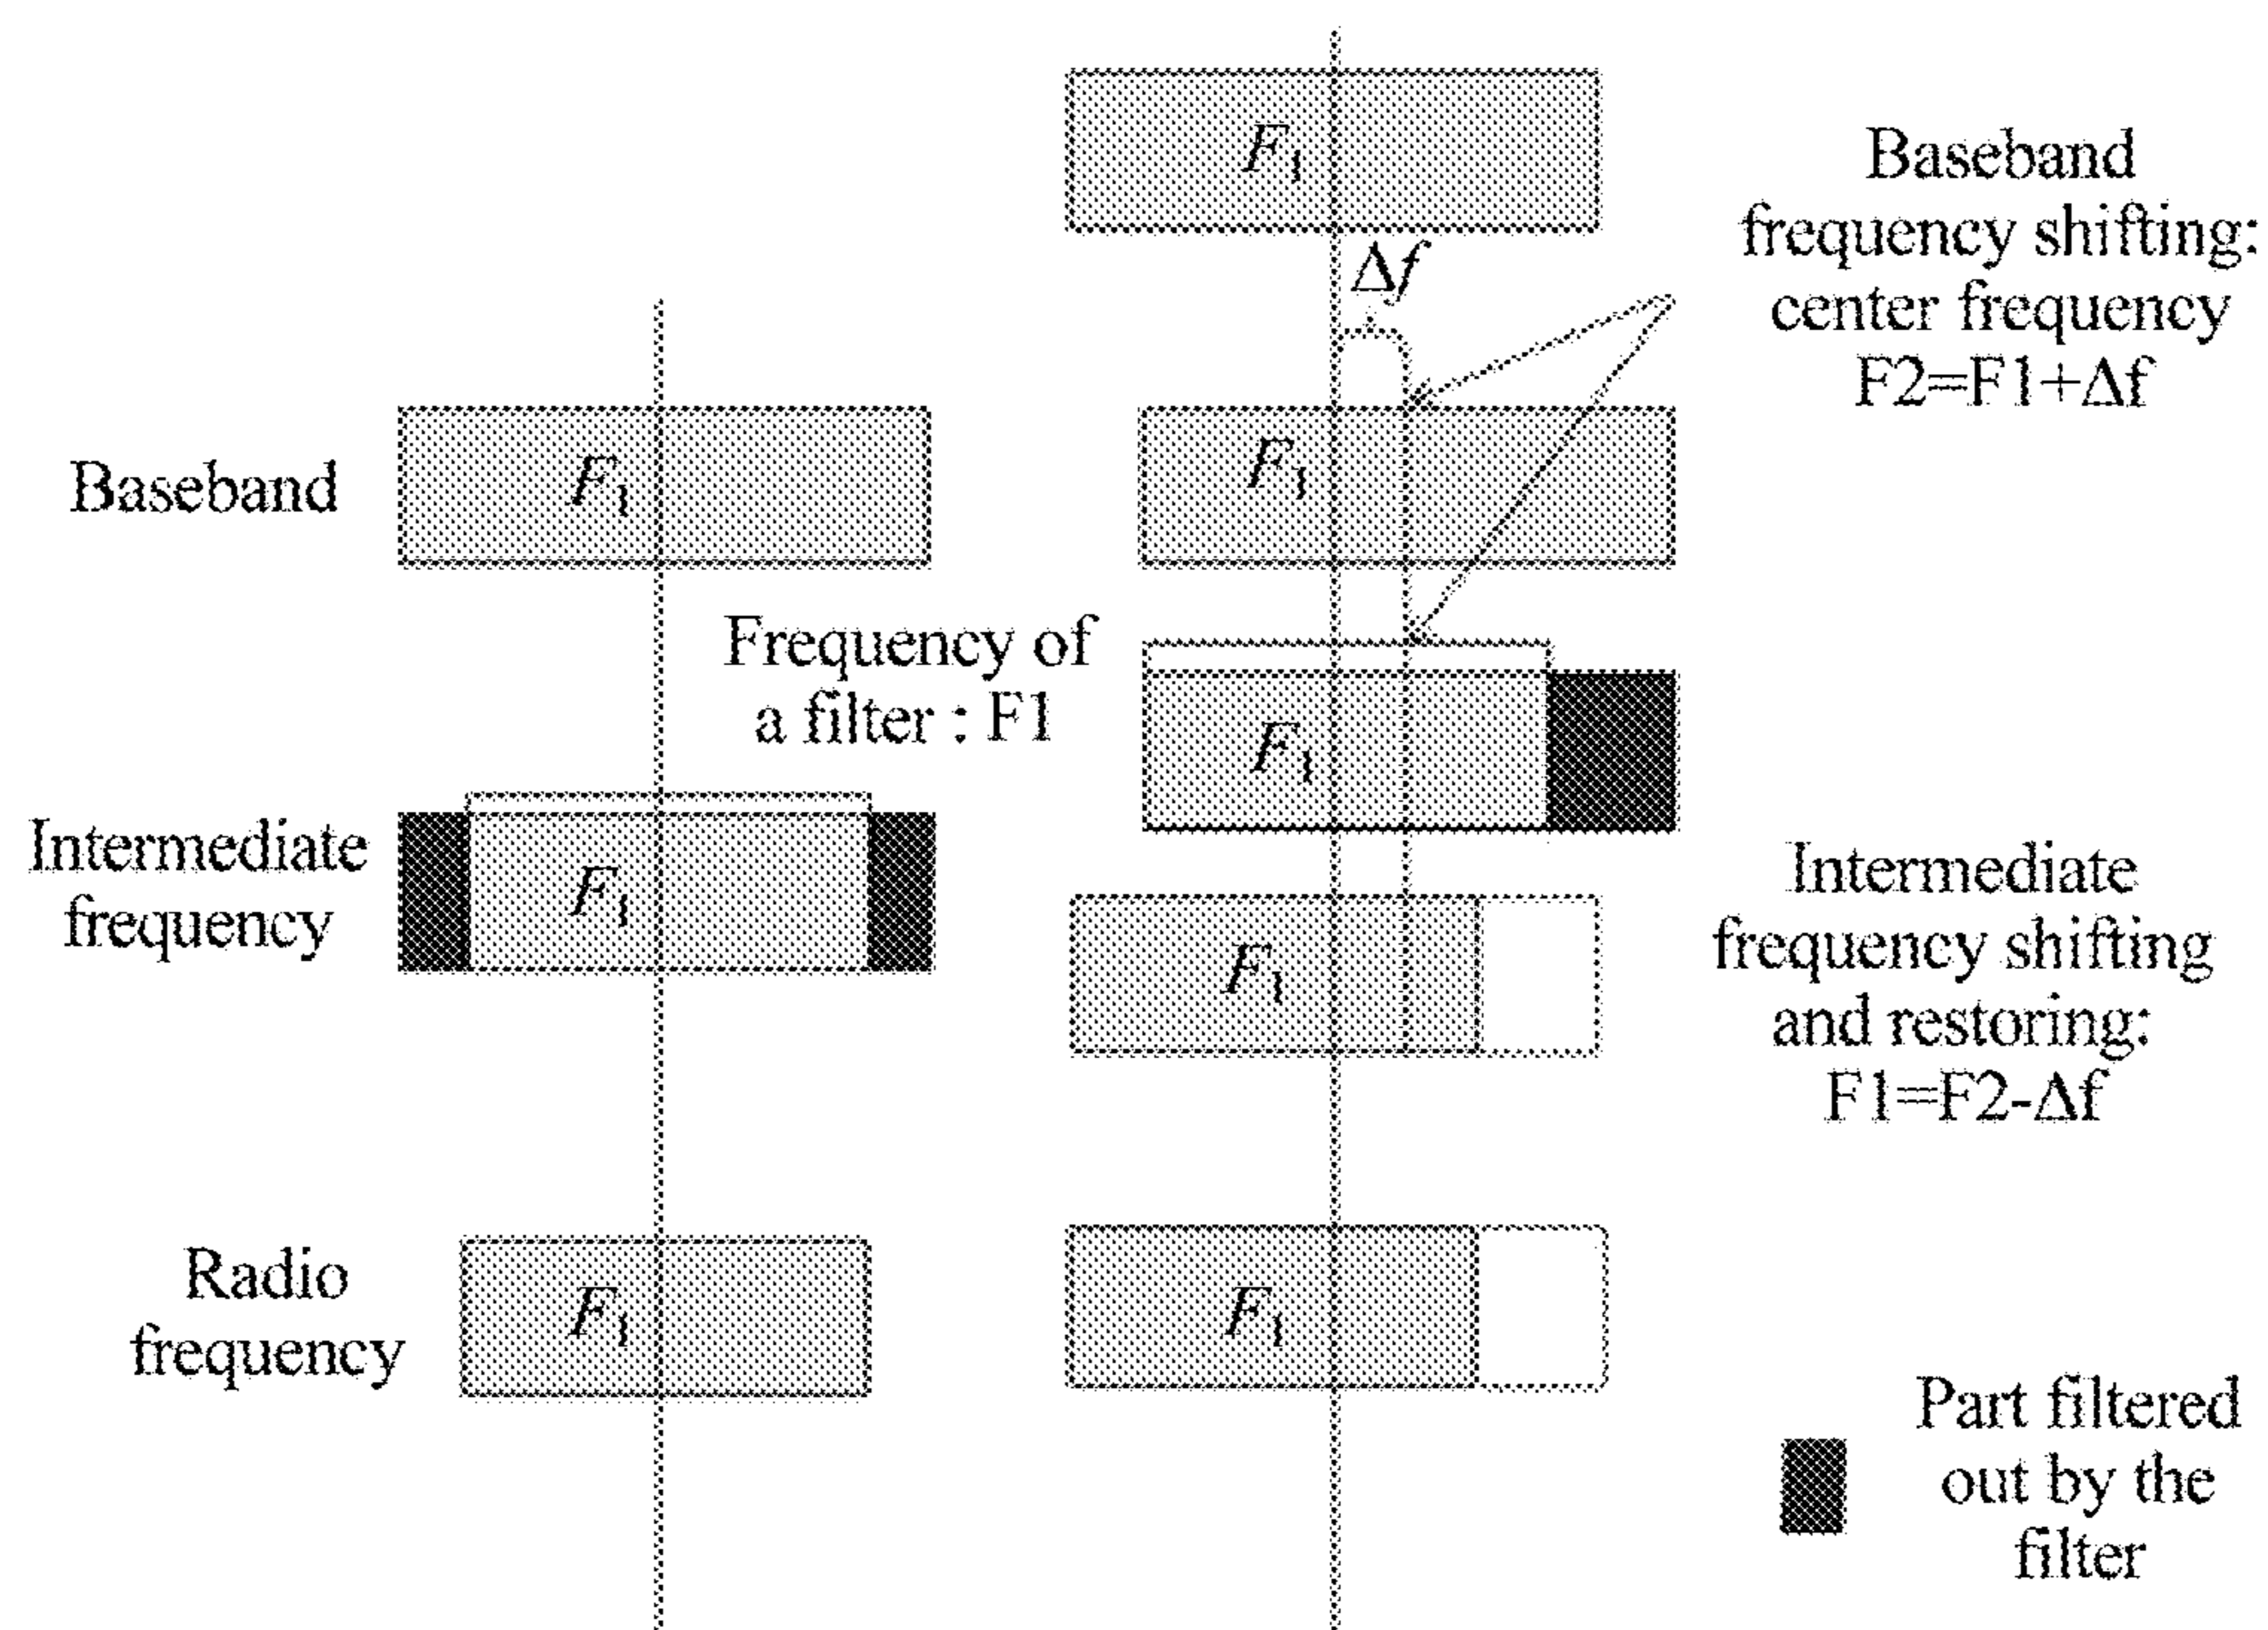 F1
Baseband
frequency shifting:
center frequency
F2=F1+Δf
Δf
Baseband
F1
F1
Frequency of
a filter : F1
F1
Intermediate
frequency
F1
F1
Intermediate
frequency shifting
and restoring:
F1=F2-Δf
Radio
frequency
F1
F1
Part filtered
out by the
filter